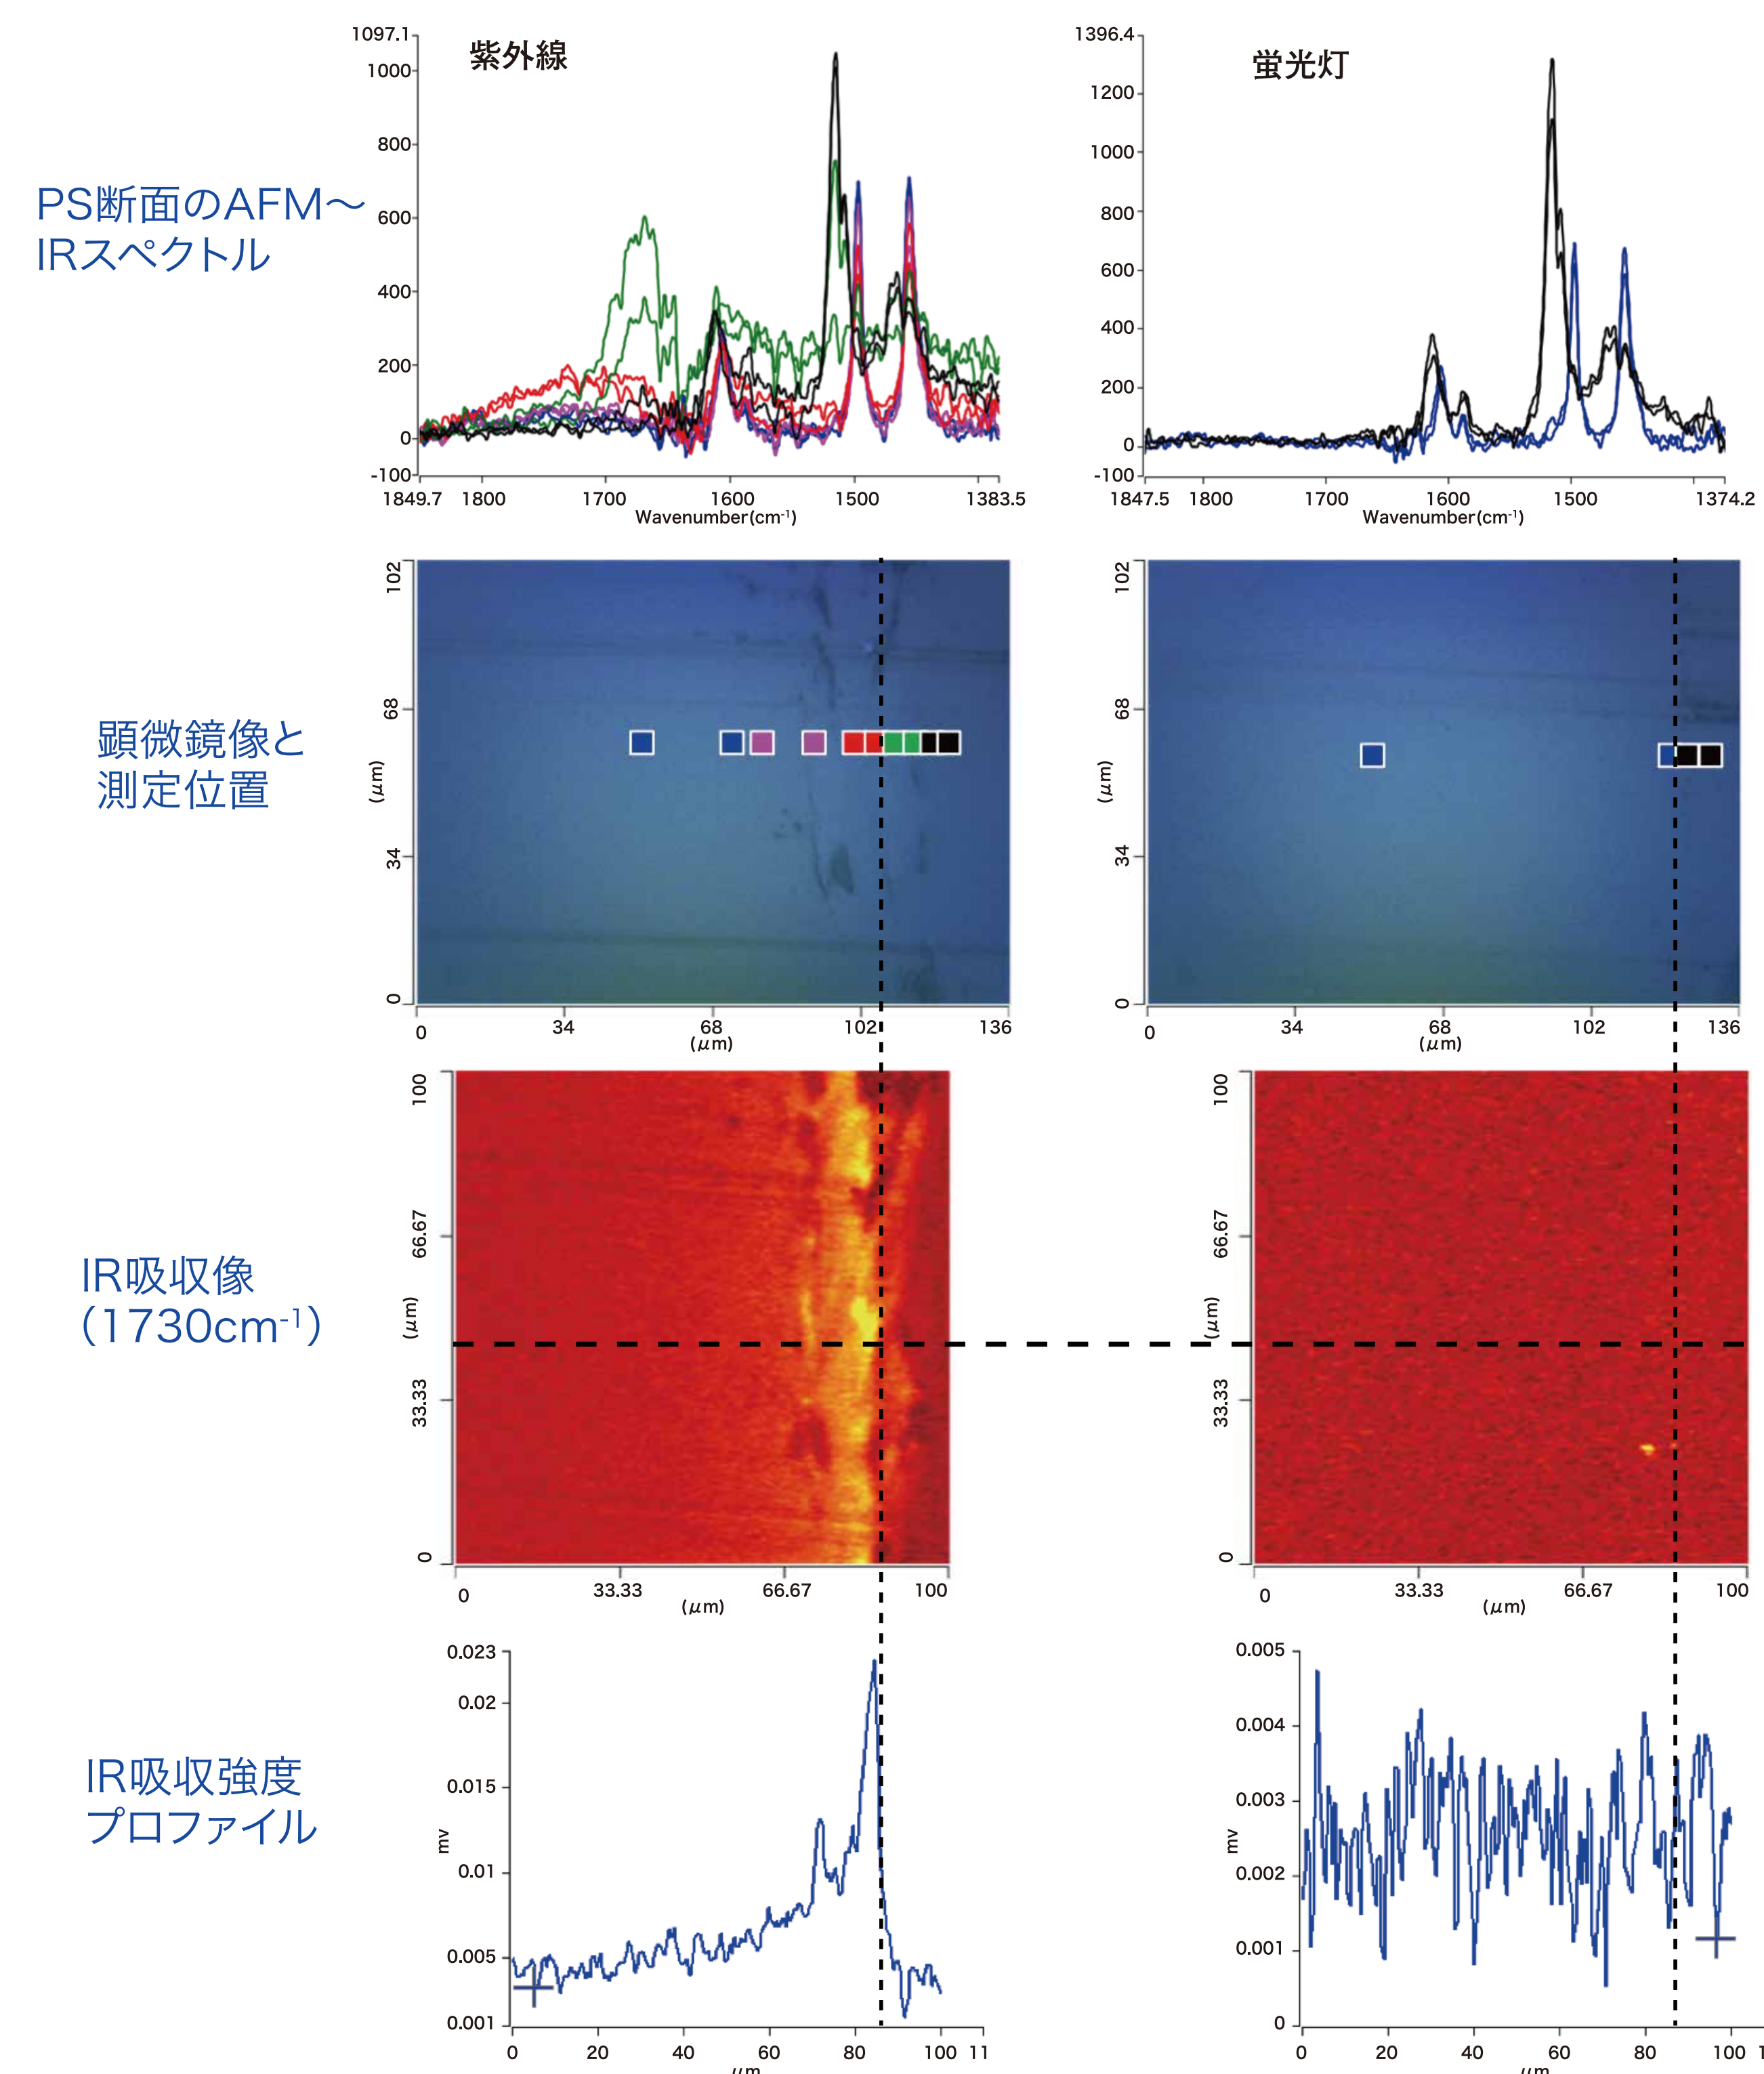 紫外線
蛍光灯
PS断面のAFM〜
IRスペクトル
1097.1
1000
800
600
400
200
0
-100
1849.7 1800 1700 1600 1500 1383.5
Wavenumber(cm-1)
1396.4
1200
1000
800
600
400
200
0
-100
1847.5 1800 1700 1600 1500 1374.2
Wavenumber(cm-1)
顕微鏡像と
測定位置
102
68
34
0
(μm)
0 34 68 102 136
(μm)
102
68
34
0
(μm)
0 34 68 102 136
(μm)
IR吸収像
（1730cm-1）
100
66.67
33.33
0
(μm)
0 33.33 66.67 100
(μm)
100
66.67
33.33
0
(μm)
0 33.33 66.67 100
(μm)
IR吸収強度
プロファイル
0.023
0.02
0.015
0.01
0.005
0.001
mv
0 20 40 60 80 100 11
μm
0.005
0.004
0.003
0.002
0.001
0
mv
0 20 40 60 80 100 1
μm